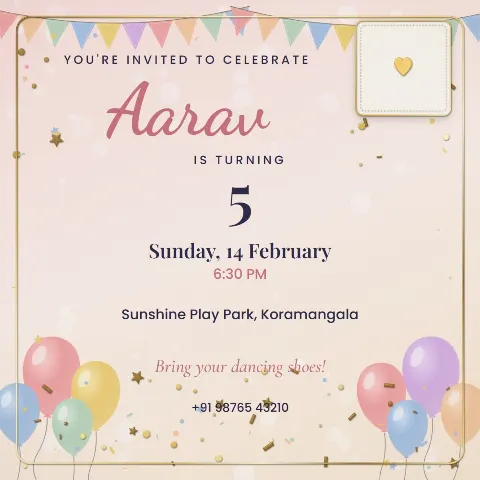 YOU'RE INVITED TO CELEBRATE
Aarav
IS TURNING
5
Sunday, 14 February
6:30 PM
Sunshine Play Park, Koramangala
Bring your dancing shoes!
+91 98765 43210